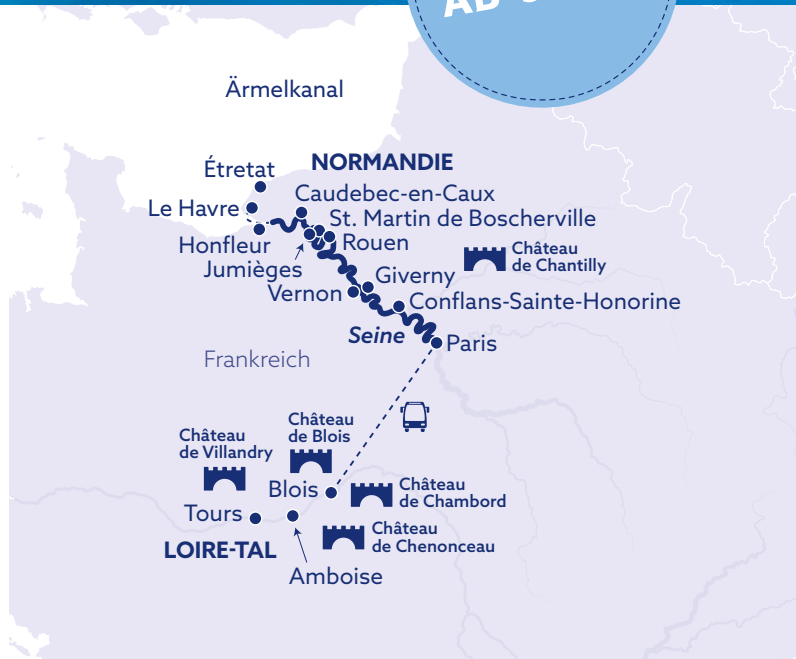 AB
Ärmelkanal
Étretat
NORMANDIE
Caudebec-en-Caux
Le Havre
St. Martin de Boscherville
Honfleur
Rouen
Jumièges
Château
de Chantilly
Giverny
Vernon
Conflans-Sainte-Honorine
Seine
Paris
Frankreich
Château
de Blois
Château
de Villandry
Blois
Château
de Chambord
Tours
Château
de Chenonceau
LOIRE-TAL
Amboise